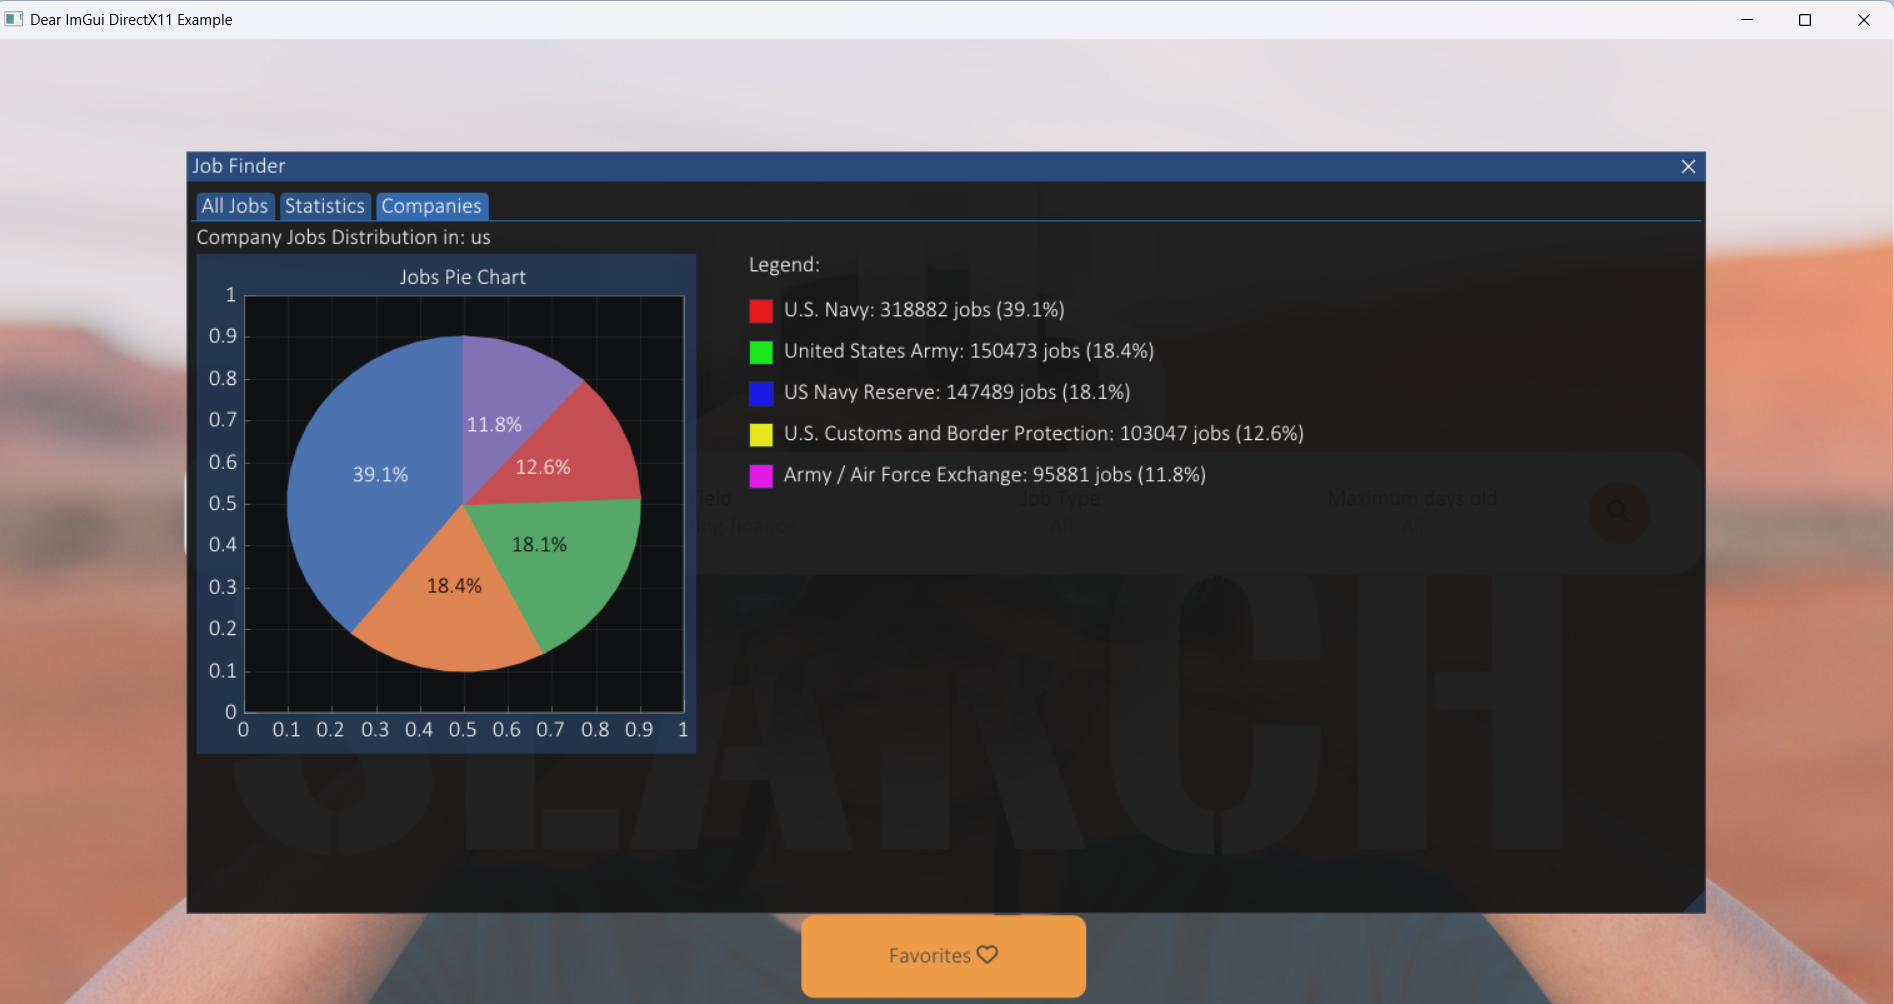 Dear ImGui DirectX11 Example
Job Finder
All Jobs
Statistics
Companies
Company Jobs Distribution in: us
Jobs Pie Chart
1
0.9
0.8
0.7
0.6
0.5
0.4
0.3
0.2
0.1
0
0 0.1 0.2 0.3 0.4 0.5 0.6 0.7 0.8 0.9 1
11.8%
12.6%
39.1%
18.1%
18.4%
Legend:
U.S. Navy: 318882 jobs (39.1%)
United States Army: 150473 jobs (18.4%)
US Navy Reserve: 147489 jobs (18.1%)
U.S. Customs and Border Protection: 103047 jobs (12.6%)
Army / Air Force Exchange: 95881 jobs (11.8%)
Job Type
All
Maximum days old
All
SEARCH
Favorites